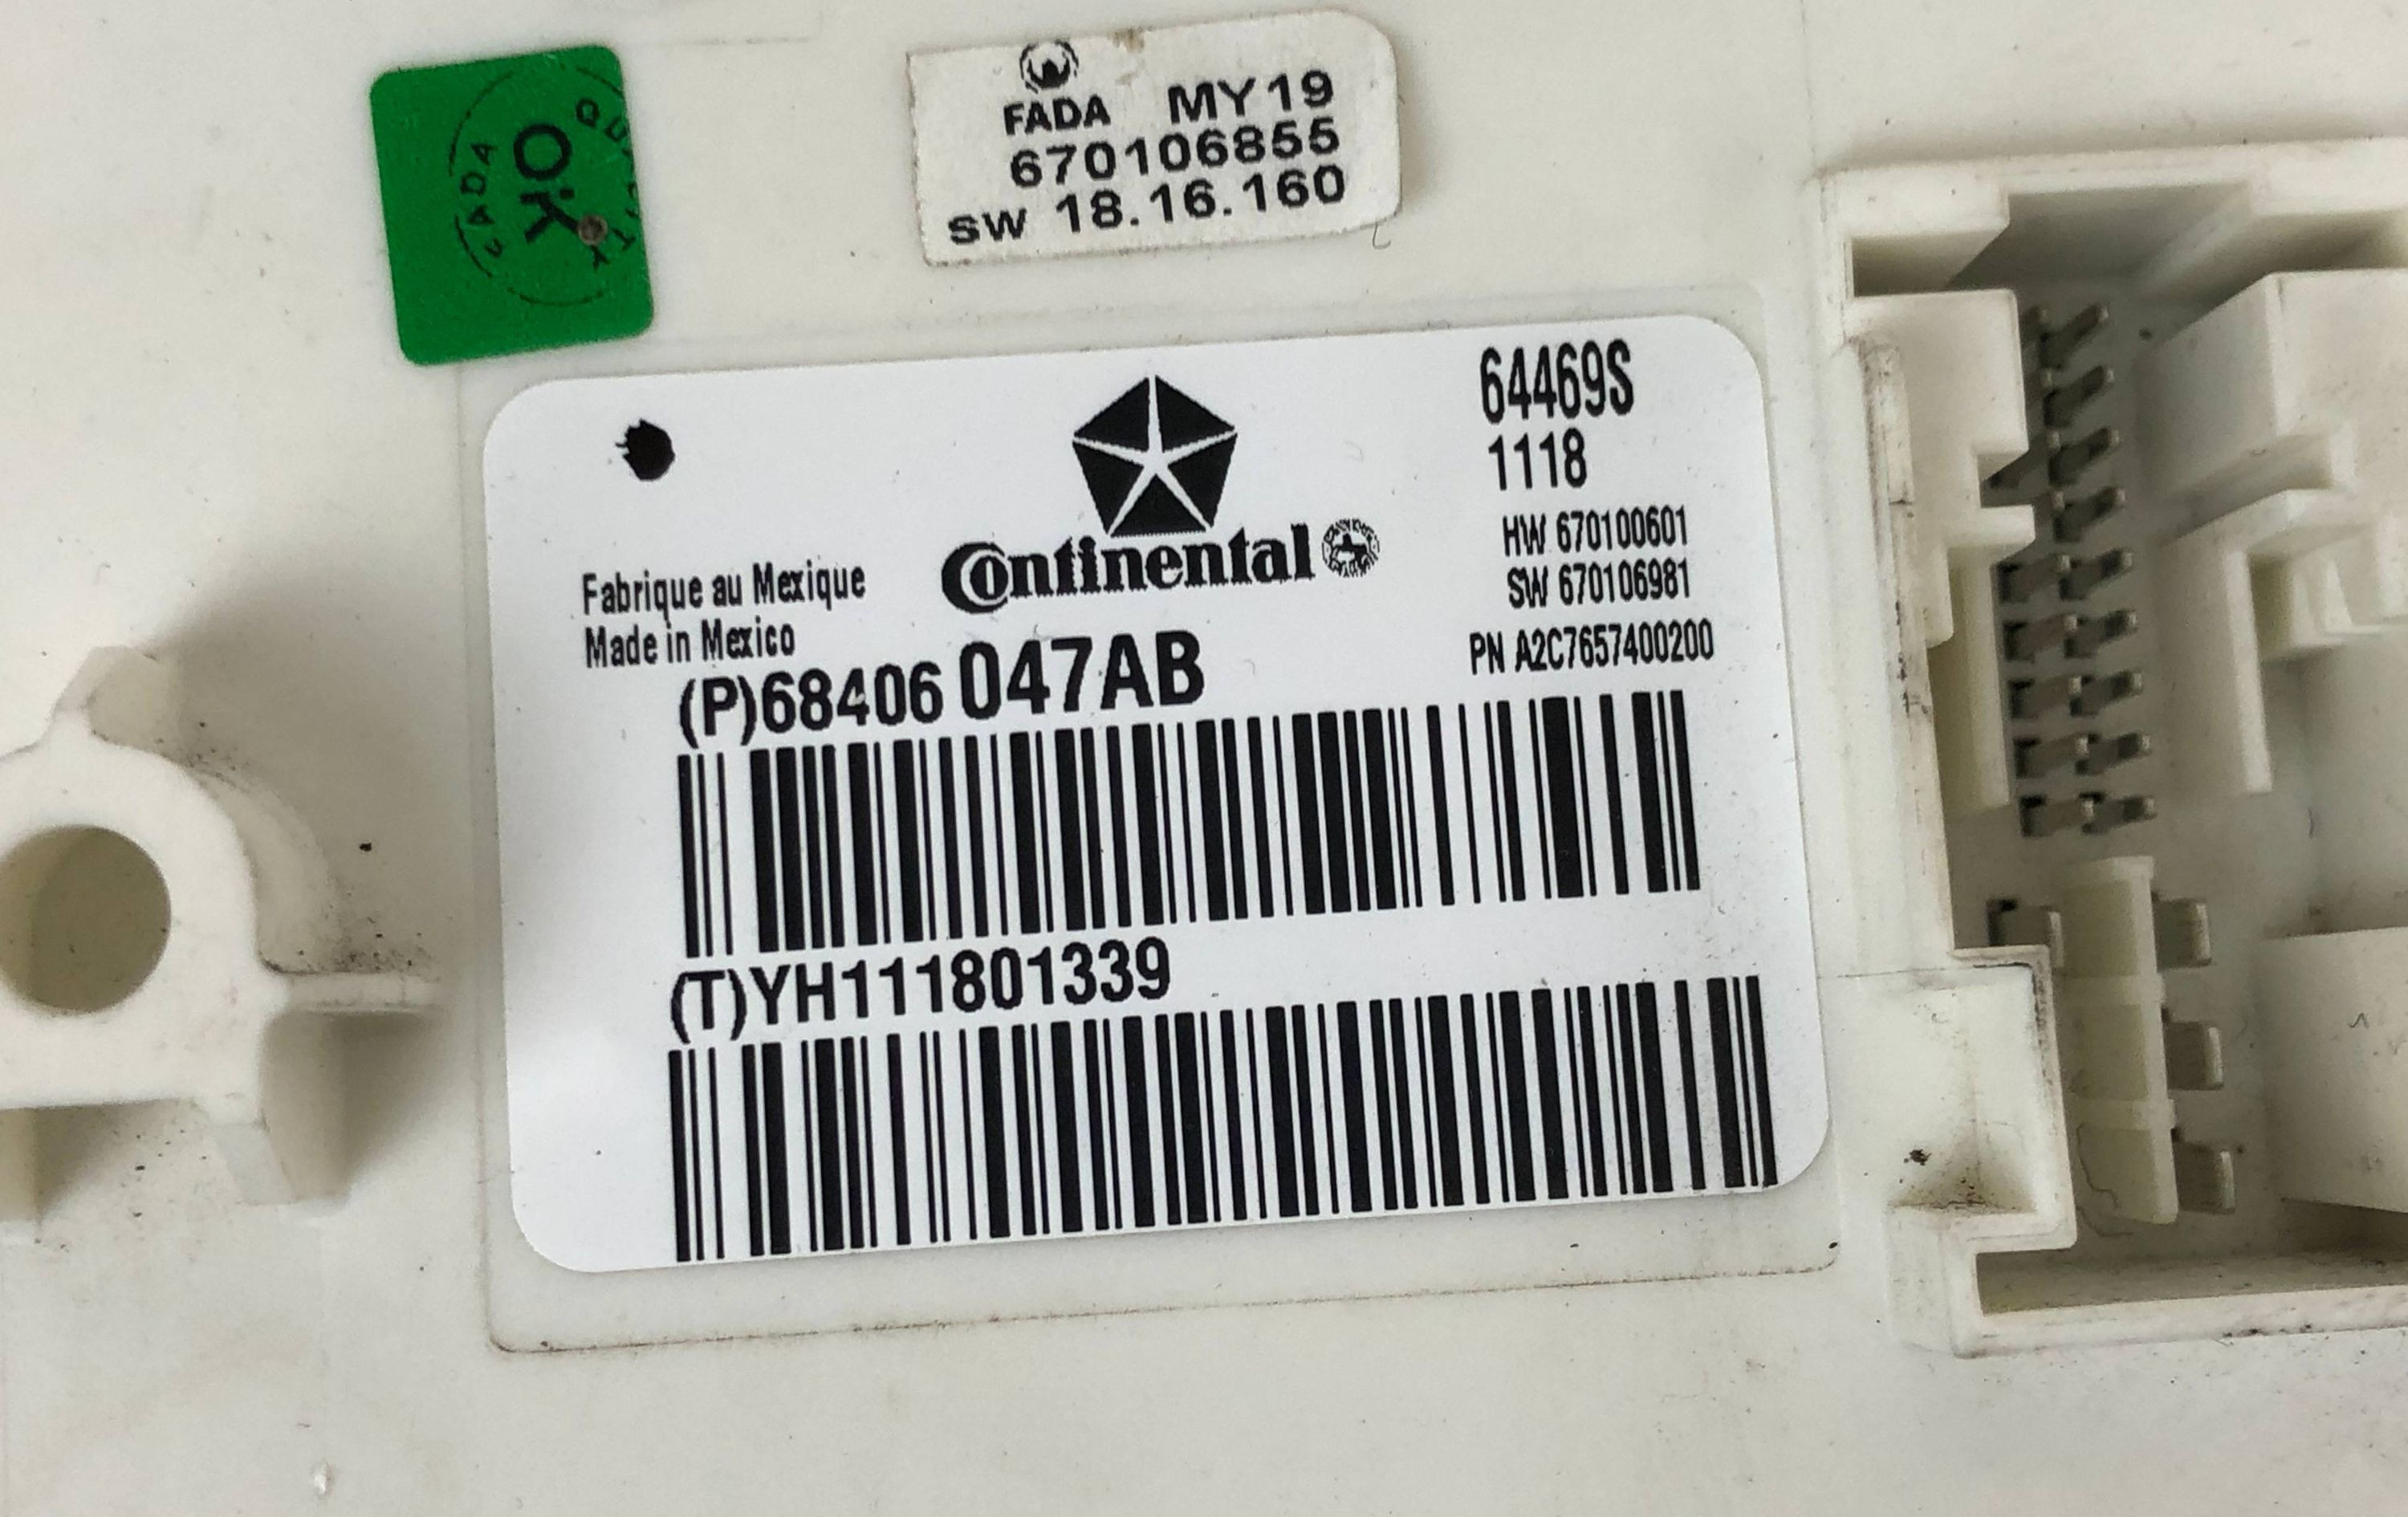 FADA QUALITY
O.K
FADA MY19
670106855
SW 18.16.160
64469S
1118
Continental
HW 670100601
SW 670106981
PN A2C7657400200
Fabrique au Mexique
Made in Mexico
(P)68406 047AB
(T)YH111801339